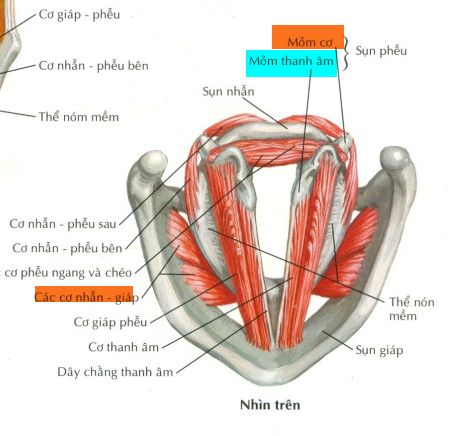 Cơ giáp - phễu
Cơ nhẫn - phễu bên
Thể nóm mềm
Mỏm cơ
Mỏm thanh âm
Sụn phễu
Sụn nhẫn
Cơ nhẫn - phễu sau
Cơ nhẫn - phễu bên
cơ phễu ngang và chéo
Các cơ nhẫn - giáp
Cơ giáp phễu
Cơ thanh âm
Dây chằng thanh âm
Thể nón
mềm
Sụn giáp
Nhìn trên